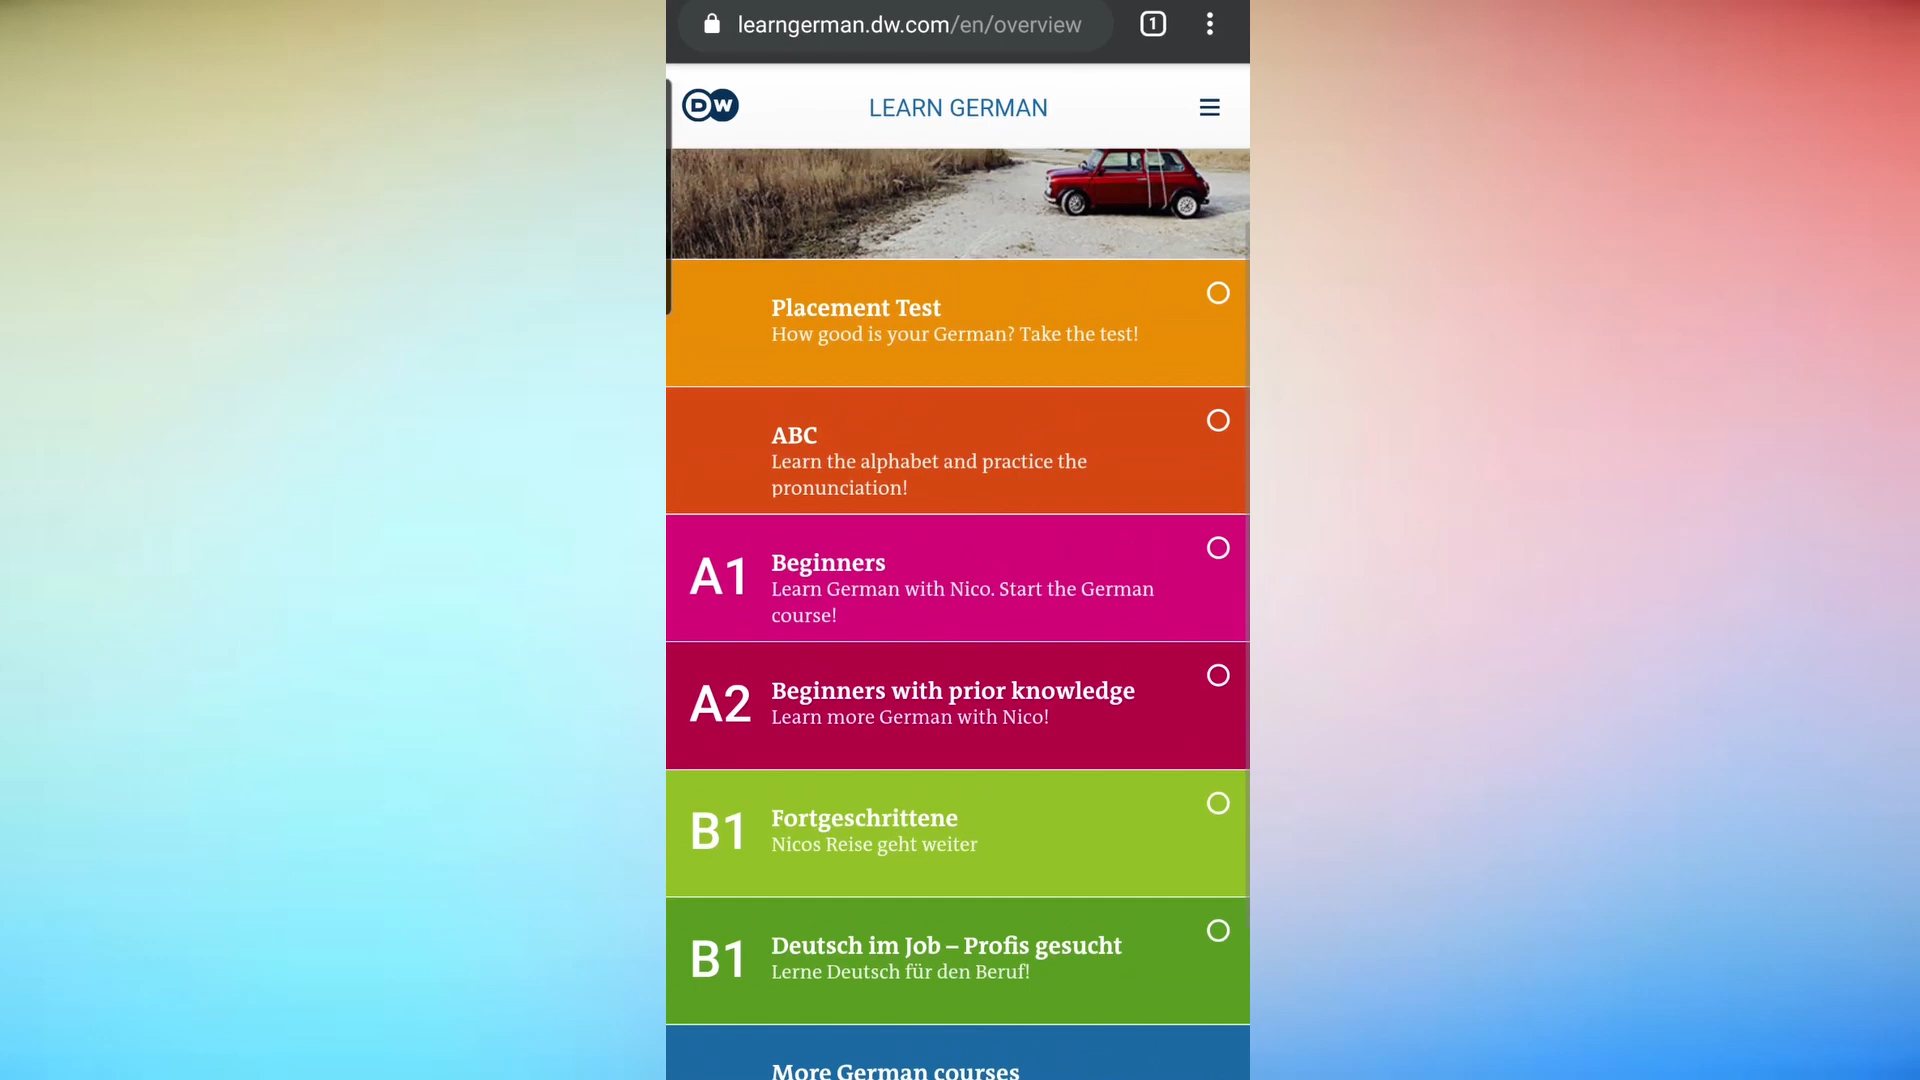 learngerman.dw.com/en/overview
1
DW
LEARN GERMAN
Placement Test
How good is your German? Take the test!
ABC
Learn the alphabet and practice the
pronunciation!
A1
Beginners
Learn German with Nico. Start the German
course!
A2
Beginners with prior knowledge
Learn more German with Nico!
B1
Fortgeschrittene
Nicos Reise geht weiter
B1
Deutsch im Job – Profis gesucht
Lerne Deutsch für den Beruf!
More German courses